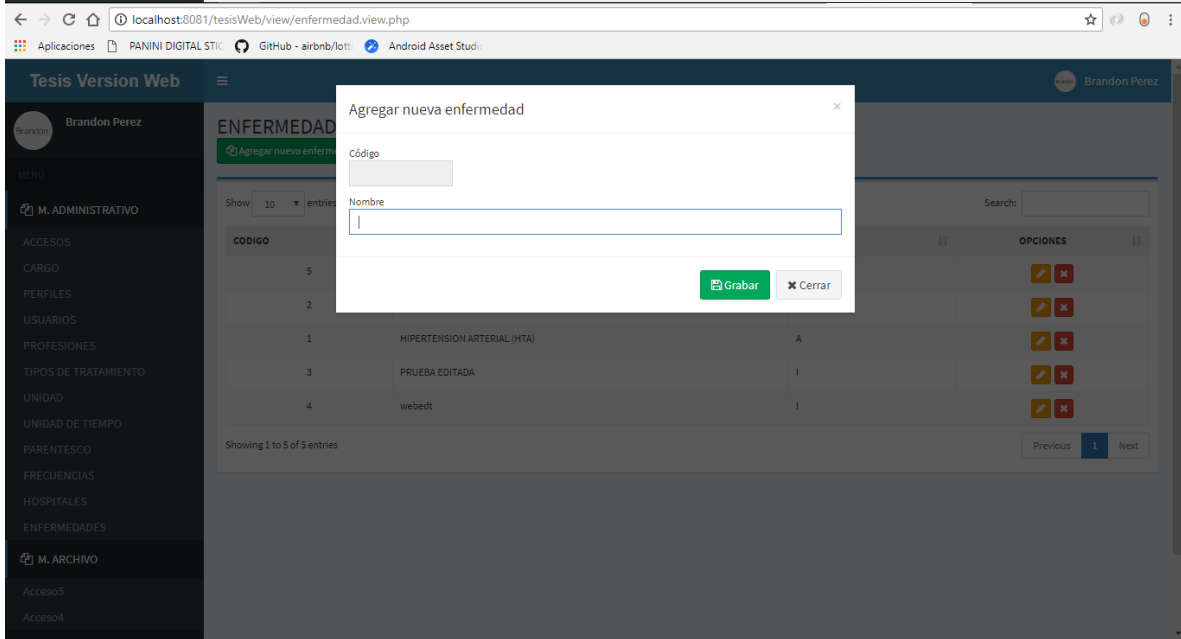 localhost:8081/tesisWeb/view/enfermedad.view.php
Aplicaciones PANINI DIGITAL STIC GitHub - airbnb/lotti Android Asset Studio
Tesis Version Web Brandon Perez
Brandon Brandon Perez
MENÚ
M. ADMINISTRATIVO
ACCESOS
CARGO
PERFILES
USUARIOS
PROFESIONES
TIPOS DE TRATAMIENTO
UNIDAD
UNIDAD DE TIEMPO
PARENTESCO
FRECUENCIAS
HOSPITALES
ENFERMEDADES
M. ARCHIVO
Acceso5
Acceso4
ENFERMEDAD
Agregar nueva enferme
Agregar nueva enfermedad ×
Código
Nombre
Grabar Cerrar
Show 10 entries Search:
CODIGO OPCIONES
5
2
1 HIPERTENSION ARTERIAL (HTA) A
3 PRUEBA EDITADA I
4 webedt I
Showing 1 to 5 of 5 entries Previous 1 Next